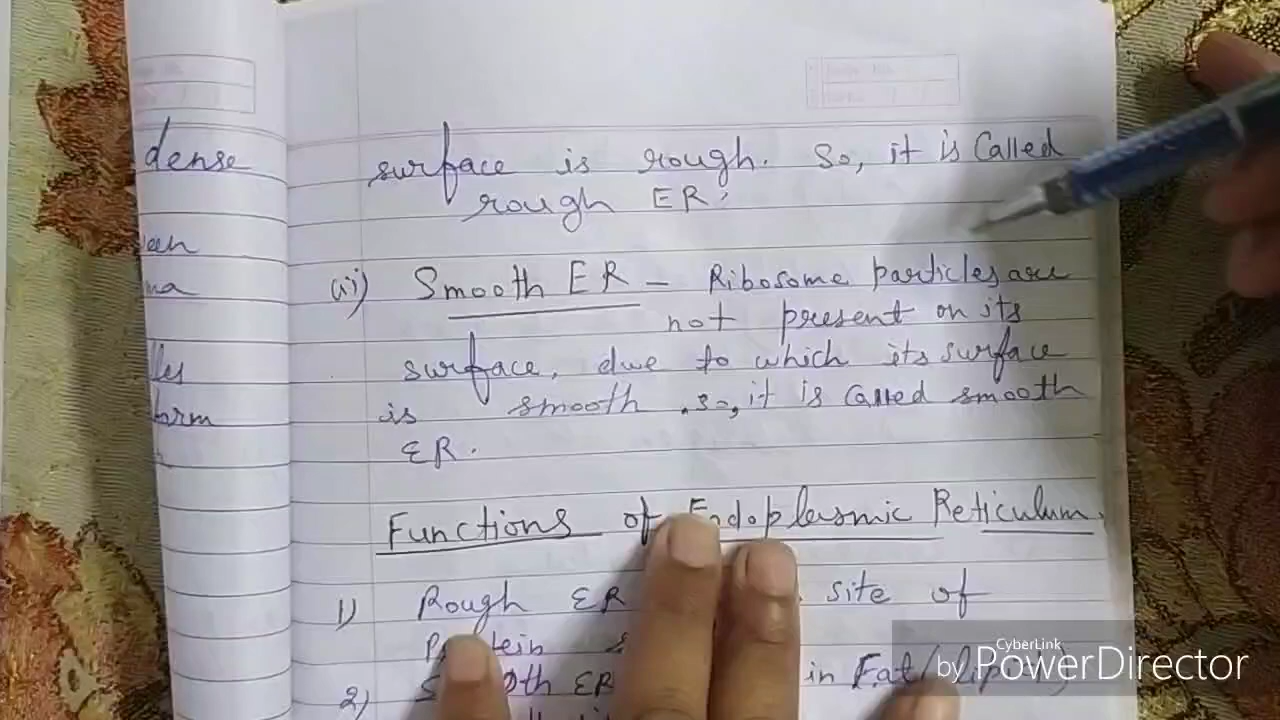 dense
surface is rough. So, it is Called
rough ER.
(ii) Smooth ER - Ribosome particles are
not present on its
surface, due to which its surface
is smooth .so, it is Called smooth
ER.
Functions of Endoplasmic Reticulum.
1) Rough ER site of
2) ER in Fat/lipids)
CyberLink
by PowerDirector